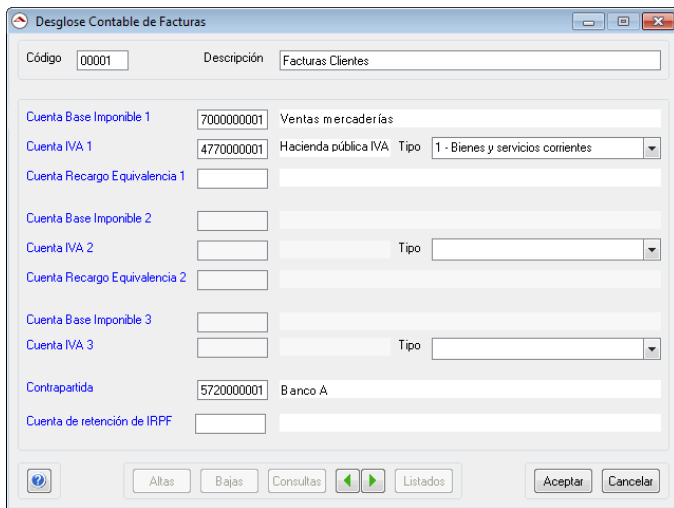 Desglose Contable de Facturas
Código 00001 Descripción Facturas Clientes
Cuenta Base Imponible 1 7000000001 Ventas mercaderías
Cuenta IVA 1 4770000001 Hacienda pública IVA Tipo 1 - Bienes y servicios corrientes
Cuenta Recargo Equivalencia 1
Cuenta Base Imponible 2
Cuenta IVA 2 Tipo
Cuenta Recargo Equivalencia 2
Cuenta Base Imponible 3
Cuenta IVA 3 Tipo
Contrapartida 5720000001 Banco A
Cuenta de retención de IRPF
Altas Bajas Consultas Listados Aceptar Cancelar